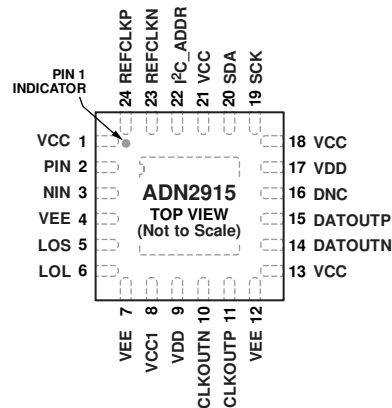 24 REFCLKP
23 REFCLKN
22 I²C_ADDR
21 VCC
20 SDA
19 SCK
PIN 1
INDICATOR
VCC 1
PIN 2
NIN 3
VEE 4
LOS 5
LOL 6
ADN2915
TOP VIEW
(Not to Scale)
18 VCC
17 VDD
16 DNC
15 DATOUTP
14 DATOUTN
13 VCC
VEE 7
VCC1 8
VDD 9
CLKOUTN 10
CLKOUTP 11
VEE 12